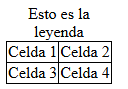 Esto es la
leyenda
Celda 1 Celda 2
Celda 3 Celda 4